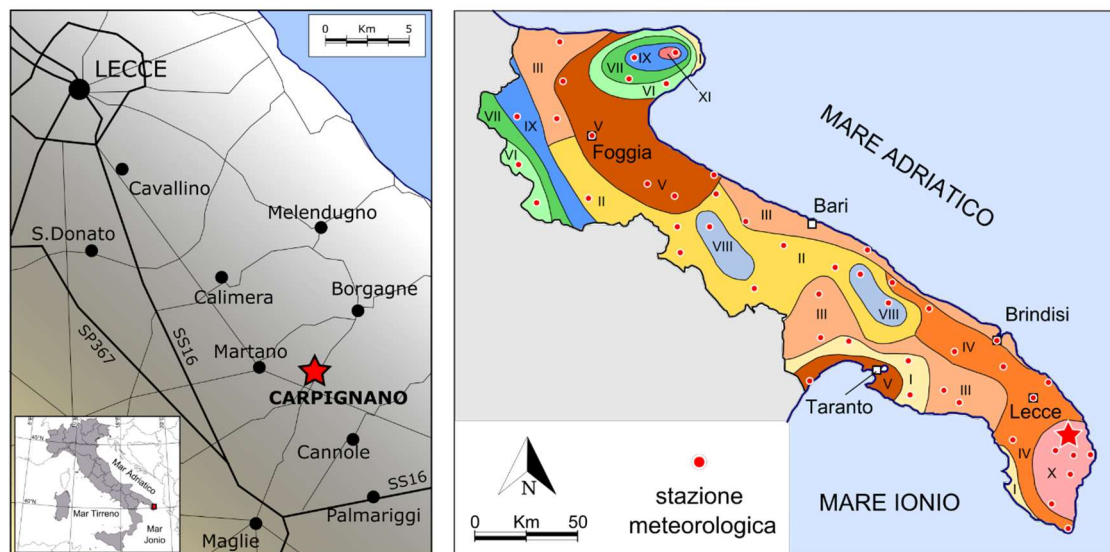 Km
0 5
LECCE
Cavallino
Melendugno
S.Donato
Calimera
Borgagne
SP367
SS16
Martano
CARPIGNANO
Cannole
SS16
Palmariggi
Maglie
Mar Adriatico
Mar Tirreno
Mar
Jonio
40°N
III
VII
IX
I
VI
XI
VII
IX
VI
V
Foggia
V
II
MARE ADRIATICO
III
Bari
VIII
II
VIII
III
Brindisi
IV
V
I
III
Taranto
Lecce
IV
X
I
N
Km
0 50
stazione
meteorologica
MARE IONIO